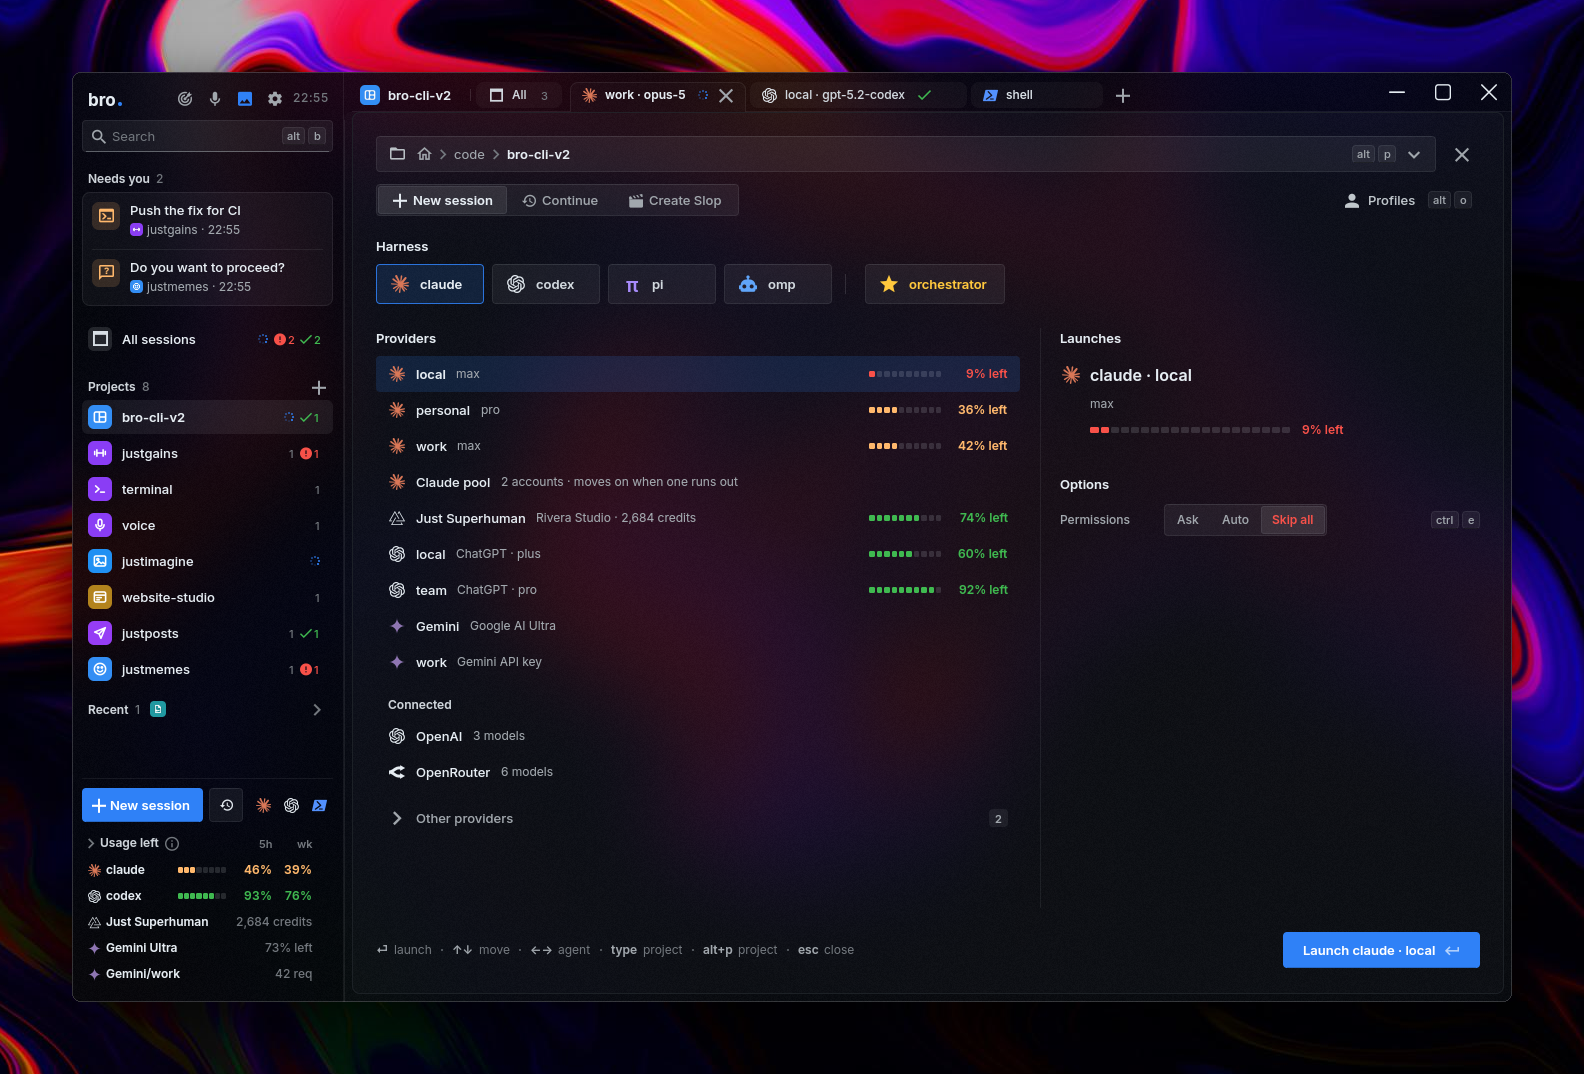 bro.
22:55
Search
alt b
Needs you 2
Push the fix for CI
justgains · 22:55
Do you want to proceed?
justmemes · 22:55
All sessions
2 2
Projects 8
bro-cli-v2 1
justgains 1 1
terminal 1
voice 1
justimagine
website-studio 1
justposts 1 1
justmemes 1 1
Recent 1
New session
Usage left 5h wk
claude 46% 39%
codex 93% 76%
Just Superhuman 2,684 credits
Gemini Ultra 73% left
Gemini/work 42 req
bro-cli-v2
All 3
work · opus-5
local · gpt-5.2-codex
shell
code bro-cli-v2
alt p
New session
Continue
Create Slop
Profiles alt o
Harness
claude
codex
π pi
omp
orchestrator
Providers
local max 9% left
personal pro 36% left
work max 42% left
Claude pool 2 accounts · moves on when one runs out
Just Superhuman Rivera Studio · 2,684 credits 74% left
local ChatGPT · plus 60% left
team ChatGPT · pro 92% left
Gemini Google AI Ultra
work Gemini API key
Connected
OpenAI 3 models
OpenRouter 6 models
Other providers 2
Launches
claude · local
max
9% left
Options
Permissions Ask Auto Skip all ctrl e
↵ launch · ↑↓ move · ←→ agent · type project · alt+p project · esc close
Launch claude · local ↵